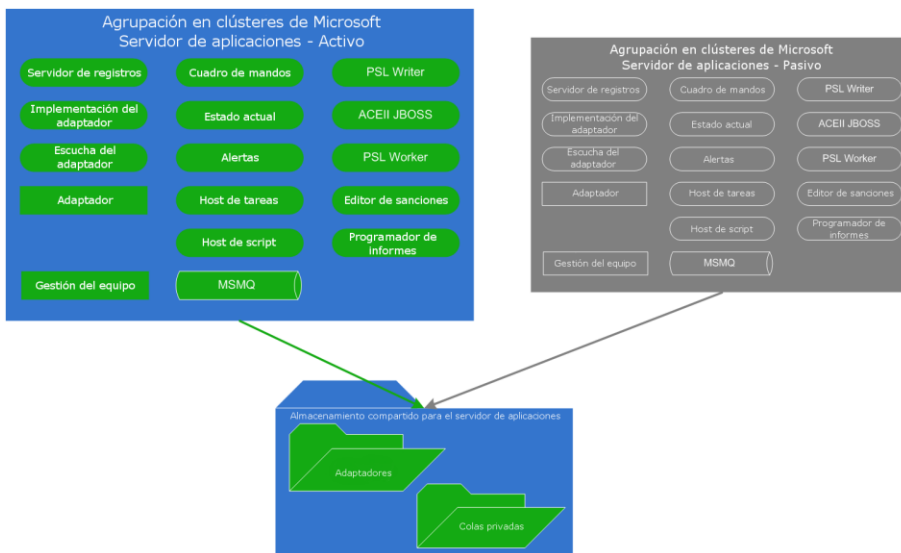 Agrupación en clústeres de Microsoft
Servidor de aplicaciones - Activo
Servidor de registros
Cuadro de mandos
PSL Writer
Implementación del
adaptador
Estado actual
ACEII JBOSS
Escucha del
adaptador
Alertas
PSL Worker
Adaptador
Host de tareas
Editor de sanciones
Host de script
Programador de
informes
Gestión del equipo
MSMQ
Agrupación en clústeres de Microsoft
Servidor de aplicaciones - Pasivo
Servidor de registros
Cuadro de mandos
PSL Writer
Implementación del
adaptador
Estado actual
ACEII JBOSS
Escucha del
adaptador
Alertas
PSL Worker
Adaptador
Host de tareas
Editor de sanciones
Host de script
Programador de
informes
Gestión del equipo
MSMQ
Almacenamiento compartido para el servidor de aplicaciones
Adaptadores
Colas privadas